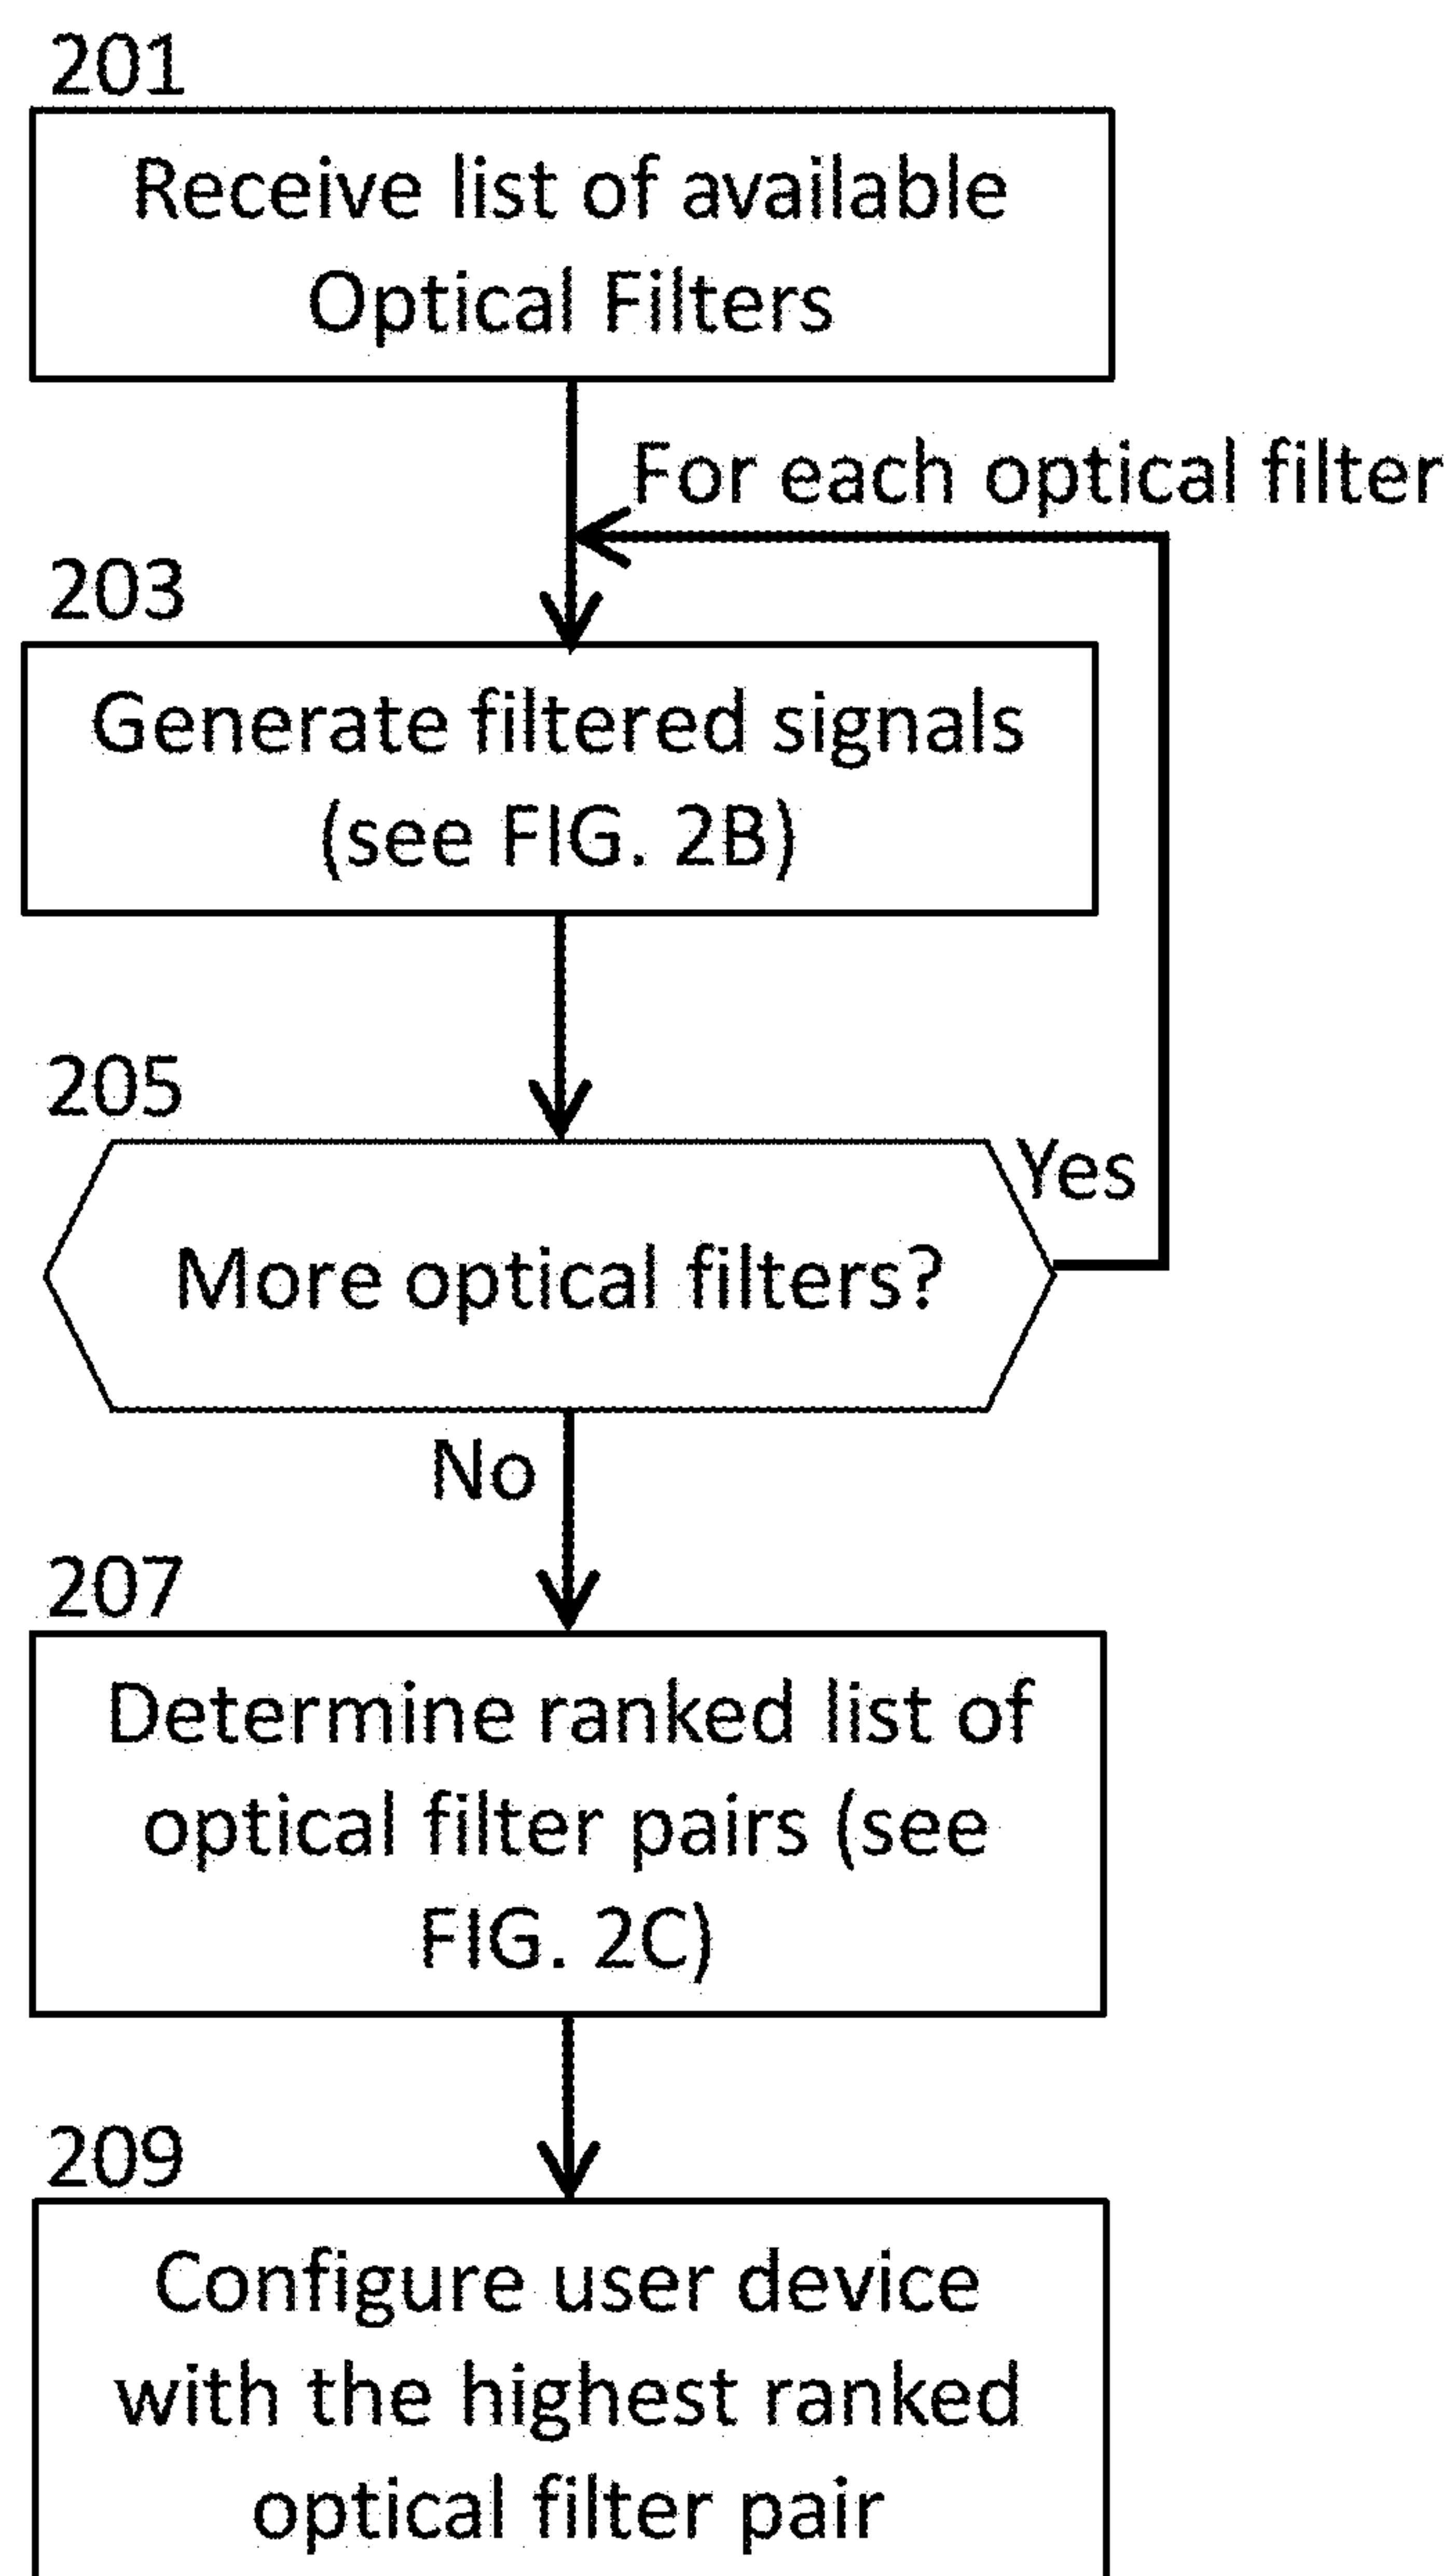 201
Receive list of available
Optical Filters
For each optical filter
203
Generate filtered signals
(see FIG. 2B)
205
Yes
More optical filters?
No
207
Determine ranked list of
optical filter pairs (see
FIG. 2C)
209
Configure user device
with the highest ranked
optical filter pair